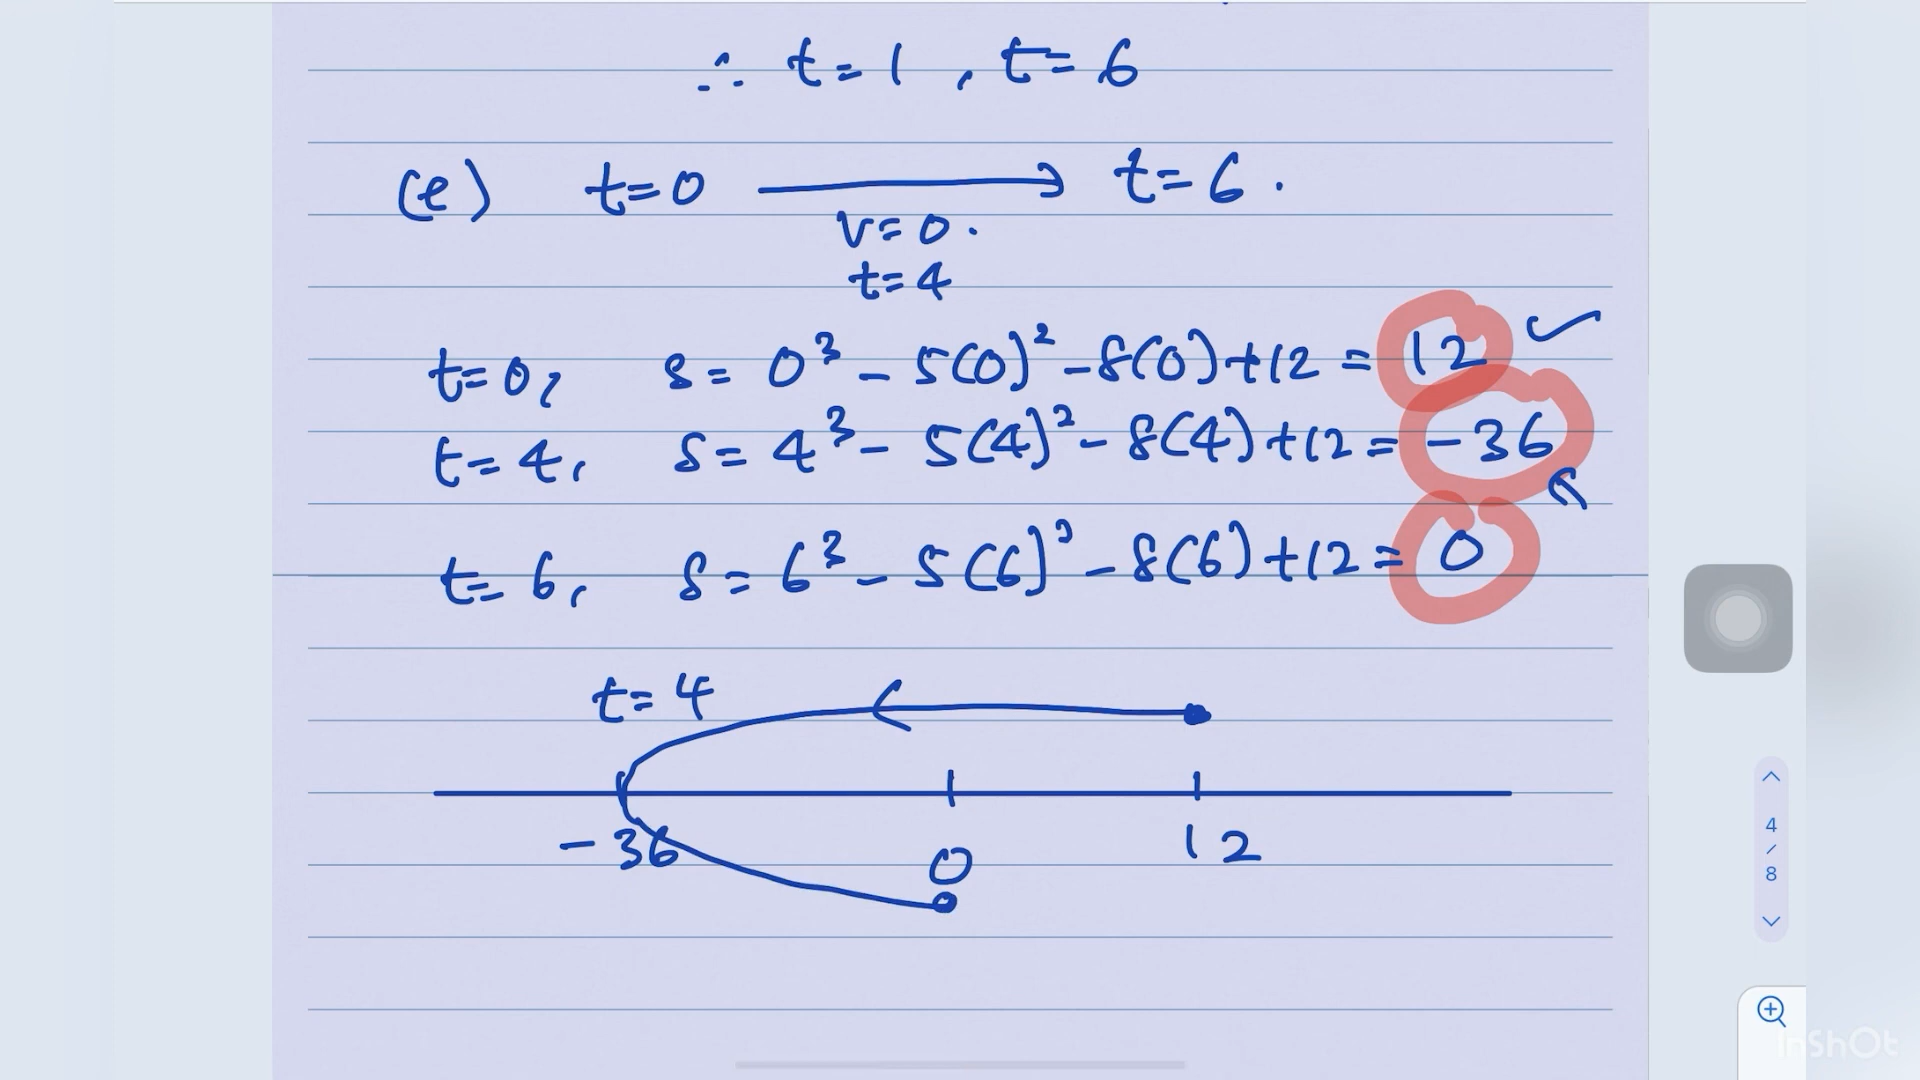 ∴ t=1, t=6
(e) t=0 → t=6.
v=0.
t=4
t=0, s= 0³ - 5(0)² - 8(0)+12 = 12 ✓
t=4, s= 4³ - 5(4)² - 8(4)+12 = -36
t=6, s= 6³ - 5(6)² - 8(6)+12 = 0
t=4
-36 0 12
4
/
8
InShOt